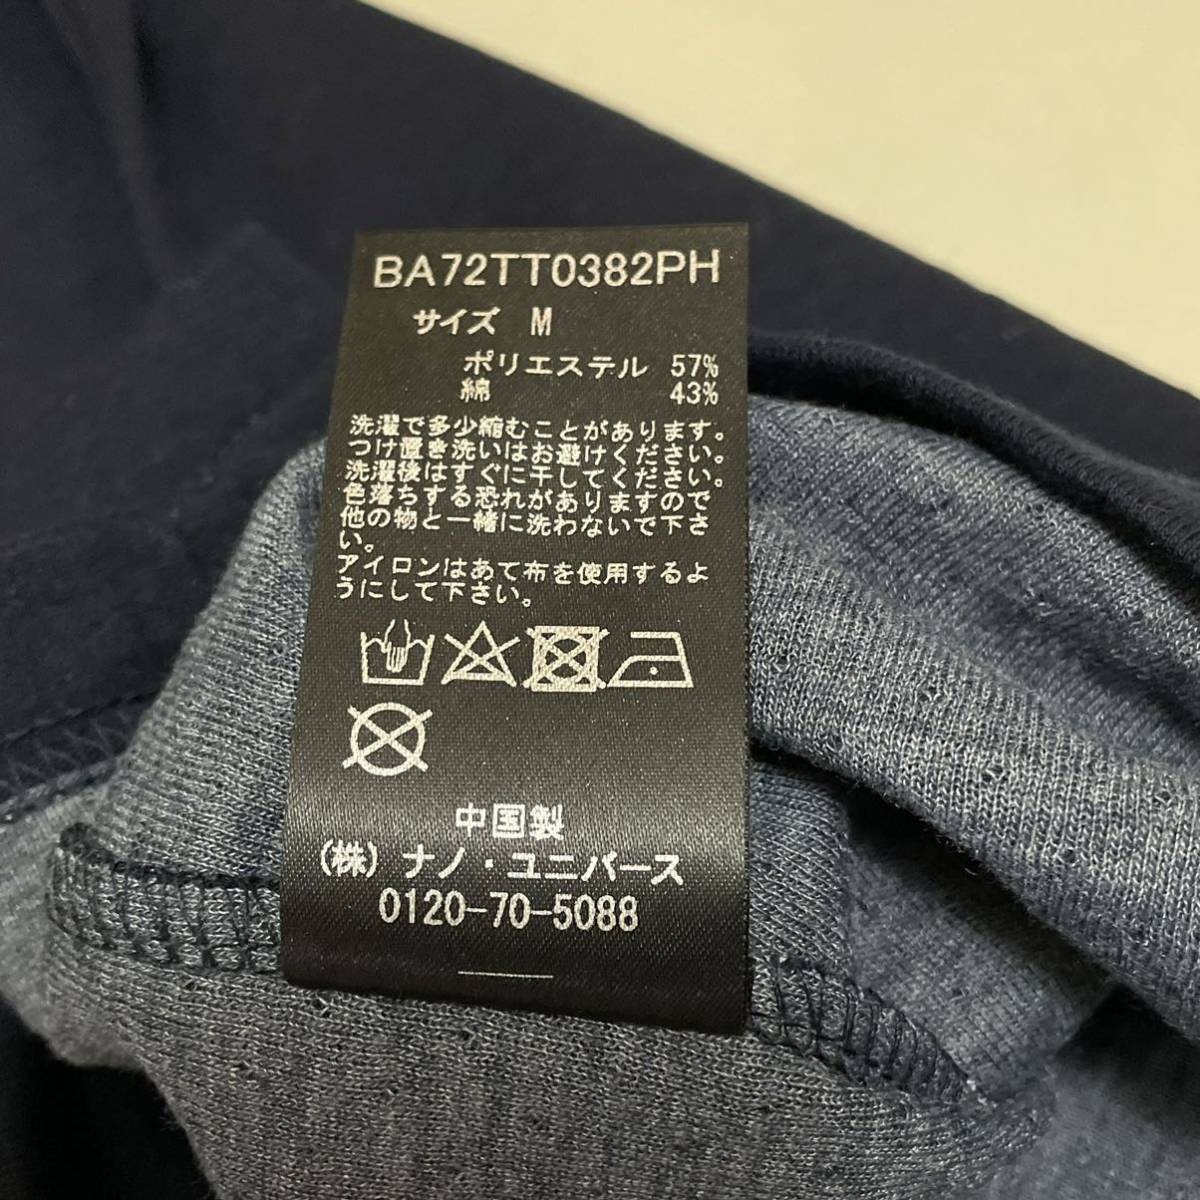 BA72TT0382PH
サイズ M
ポリエステル 57%
綿 43%
洗濯で多少縮むことがあります。
つけ置き洗いはお避けください。
洗濯後はすぐに干してください。
色落ちする恐れがありますので
他の物と一緒に洗わないで下さ
い。
アイロンはあて布を使用するよ
うにして下さい。
中国製
(株)ナノ・ユニバース
0120-70-5088